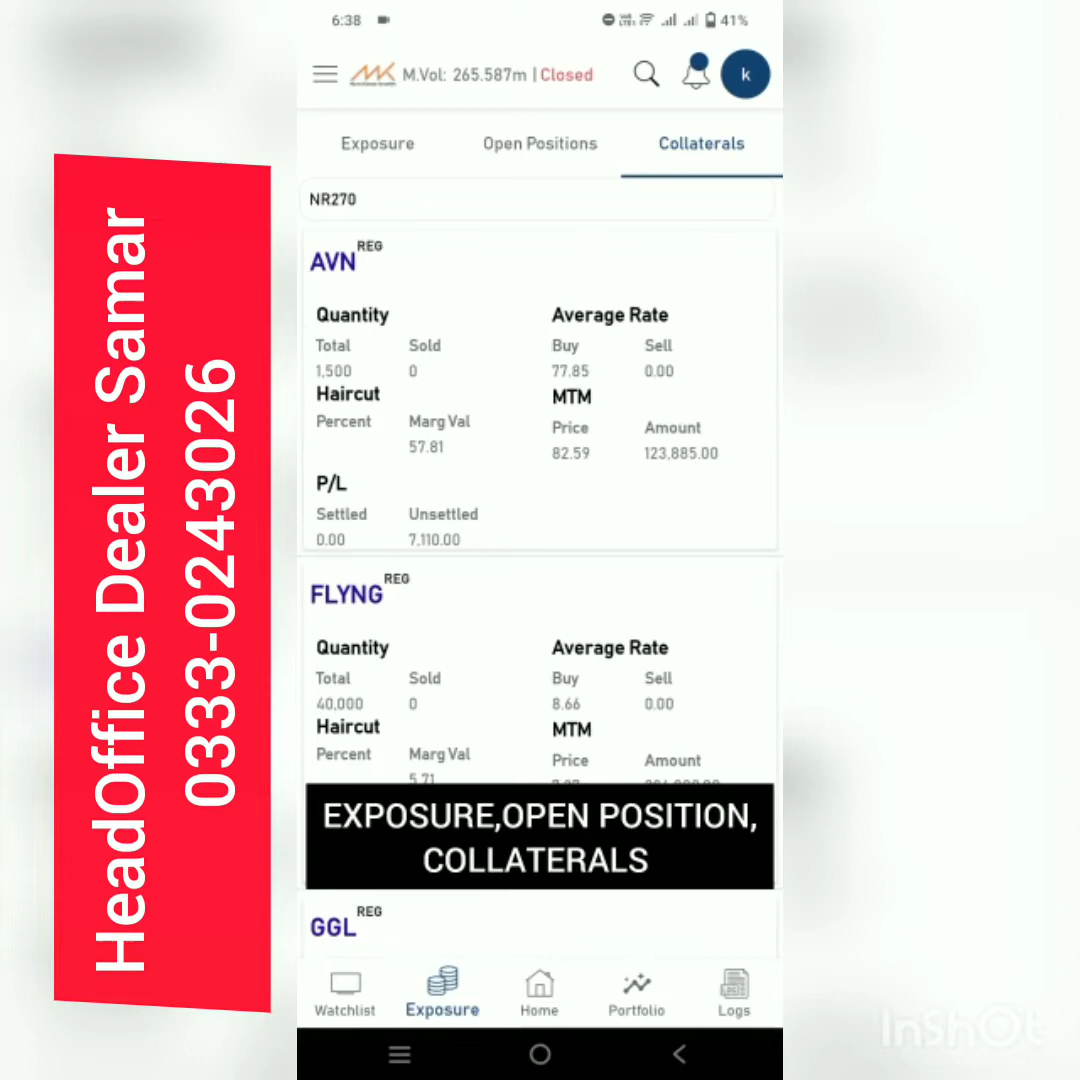 HeadOffice Dealer Samar
0333-0243026
6:38
41%
M.Vol: 265.587m | Closed
k
Exposure Open Positions Collaterals
NR270
AVN REG
Quantity Average Rate
Total Sold Buy Sell
1,500 0 77.85 0.00
Haircut MTM
Percent Marg Val Price Amount
57.81 82.59 123,885.00
P/L
Settled Unsettled
0.00 7,110.00
FLYNG REG
Quantity Average Rate
Total Sold Buy Sell
40,000 0 8.66 0.00
Haircut MTM
Percent Marg Val Price Amount
5.71
EXPOSURE,OPEN POSITION,
COLLATERALS
GGL REG
Watchlist Exposure Home Portfolio Logs
InShOt